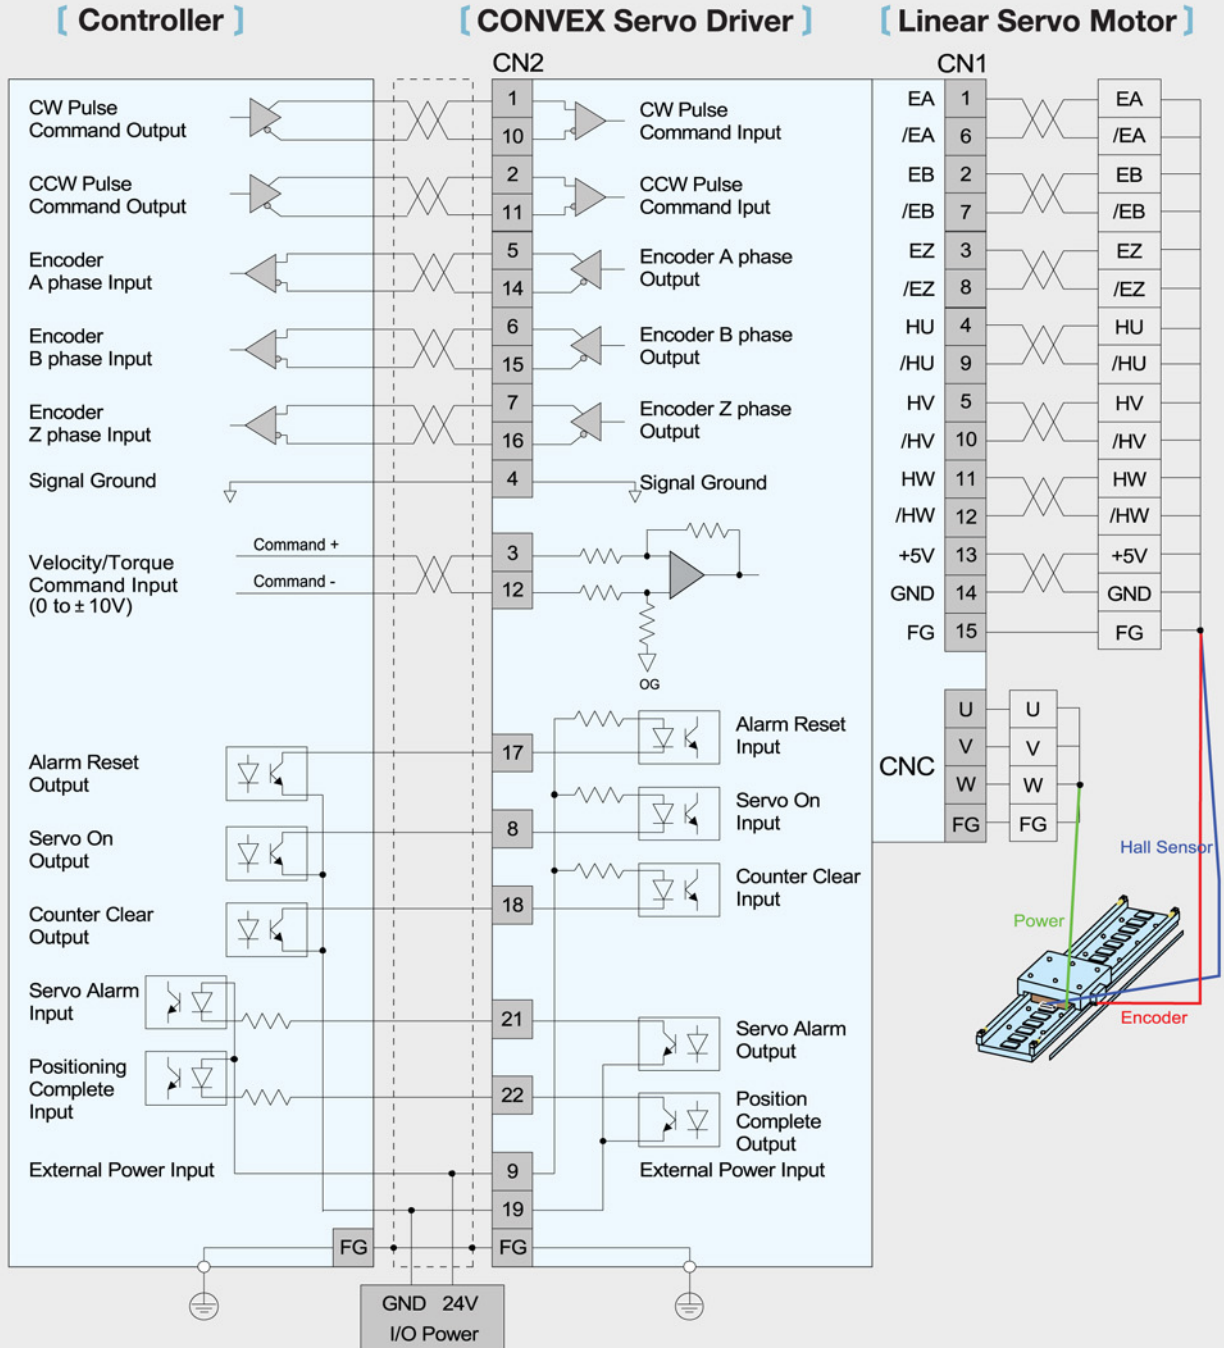 [ Controller ]
[ CONVEX Servo Driver ]
[ Linear Servo Motor ]
CN2
CN1
CW Pulse
Command Output
1
10
CW Pulse
Command Input
CCW Pulse
Command Output
2
11
CCW Pulse
Command Iput
Encoder
A phase Input
5
14
Encoder A phase
Output
Encoder
B phase Input
6
15
Encoder B phase
Output
Encoder
Z phase Input
7
16
Encoder Z phase
Output
Signal Ground
4
Signal Ground
Velocity/Torque
Command Input
(0 to ± 10V)
Command +
Command -
3
12
OG
Alarm Reset
Output
17
Alarm Reset
Input
Servo On
Output
8
Servo On
Input
Counter Clear
Output
18
Counter Clear
Input
Servo Alarm
Input
21
Servo Alarm
Output
Positioning
Complete
Input
22
Position
Complete
Output
External Power Input
9
External Power Input
19
FG
FG
GND 24V
I/O Power
EA 1 EA
/EA 6 /EA
EB 2 EB
/EB 7 /EB
EZ 3 EZ
/EZ 8 /EZ
HU 4 HU
/HU 9 /HU
HV 5 HV
/HV 10 /HV
HW 11 HW
/HW 12 /HW
+5V 13 +5V
GND 14 GND
FG 15 FG
CNC
U U
V V
W W
FG FG
Hall Sensor
Power
Encoder